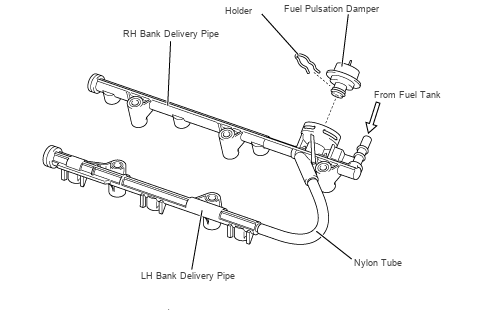 Fuel Pulsation Damper
Holder
RH Bank Delivery Pipe
From Fuel Tank
Nylon Tube
LH Bank Delivery Pipe